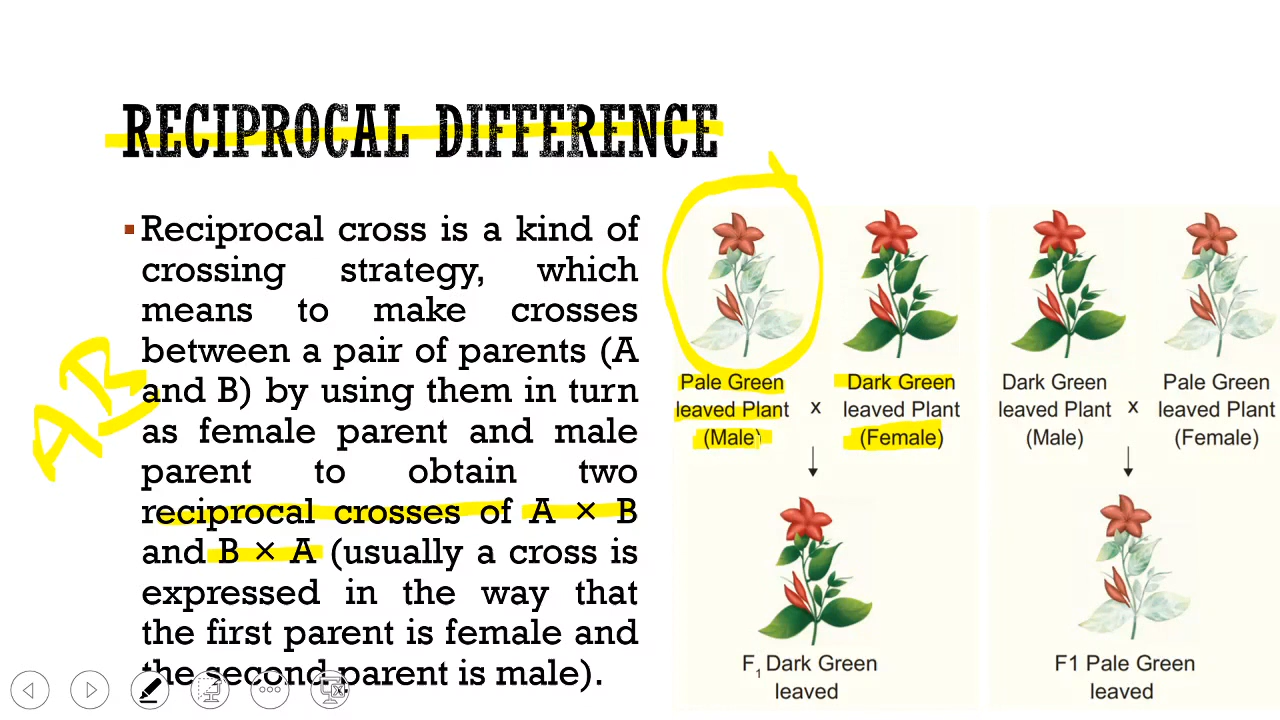 RECIPROCAL DIFFERENCE
Reciprocal cross is a kind of
crossing strategy, which
means to make crosses
between a pair of parents (A
and B) by using them in turn
as female parent and male
parent to obtain two
reciprocal crosses of A × B
and B × A (usually a cross is
expressed in the way that
the first parent is female and
the second parent is male).
AB
Pale Green
leaved Plant
(Male)
x
Dark Green
leaved Plant
(Female)
F1 Dark Green
leaved
Dark Green
leaved Plant
(Male)
x
Pale Green
leaved Plant
(Female)
F1 Pale Green
leaved